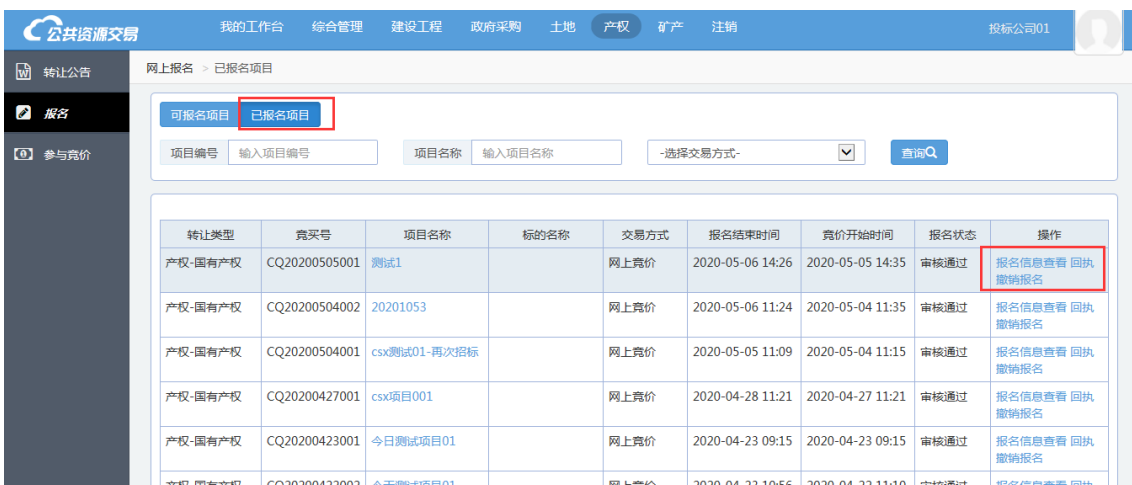 公共资源交易 我的工作台 综合管理 建设工程 政府采购 土地 产权 矿产 注销 投标公司01
转让公告
报名
参与竞价
网上报名 > 已报名项目
可报名项目 已报名项目
项目编号 输入项目编号 项目名称 输入项目名称 -选择交易方式- 查询
转让类型 竞买号 项目名称 标的名称 交易方式 报名结束时间 竞价开始时间 报名状态 操作
产权-国有产权 CQ20200505001 测试1 网上竞价 2020-05-06 14:26 2020-05-05 14:35 审核通过 报名信息查看 回执
撤销报名
产权-国有产权 CQ20200504002 20201053 网上竞价 2020-05-06 11:24 2020-05-04 11:35 审核通过 报名信息查看 回执
撤销报名
产权-国有产权 CQ20200504001 csx测试01-再次招标 网上竞价 2020-05-05 11:09 2020-05-04 11:15 审核通过 报名信息查看 回执
撤销报名
产权-国有产权 CQ20200427001 csx项目001 网上竞价 2020-04-28 11:21 2020-04-27 11:21 审核通过 报名信息查看 回执
撤销报名
产权-国有产权 CQ20200423001 今日测试项目01 网上竞价 2020-04-23 09:15 2020-04-23 09:15 审核通过 报名信息查看 回执
撤销报名